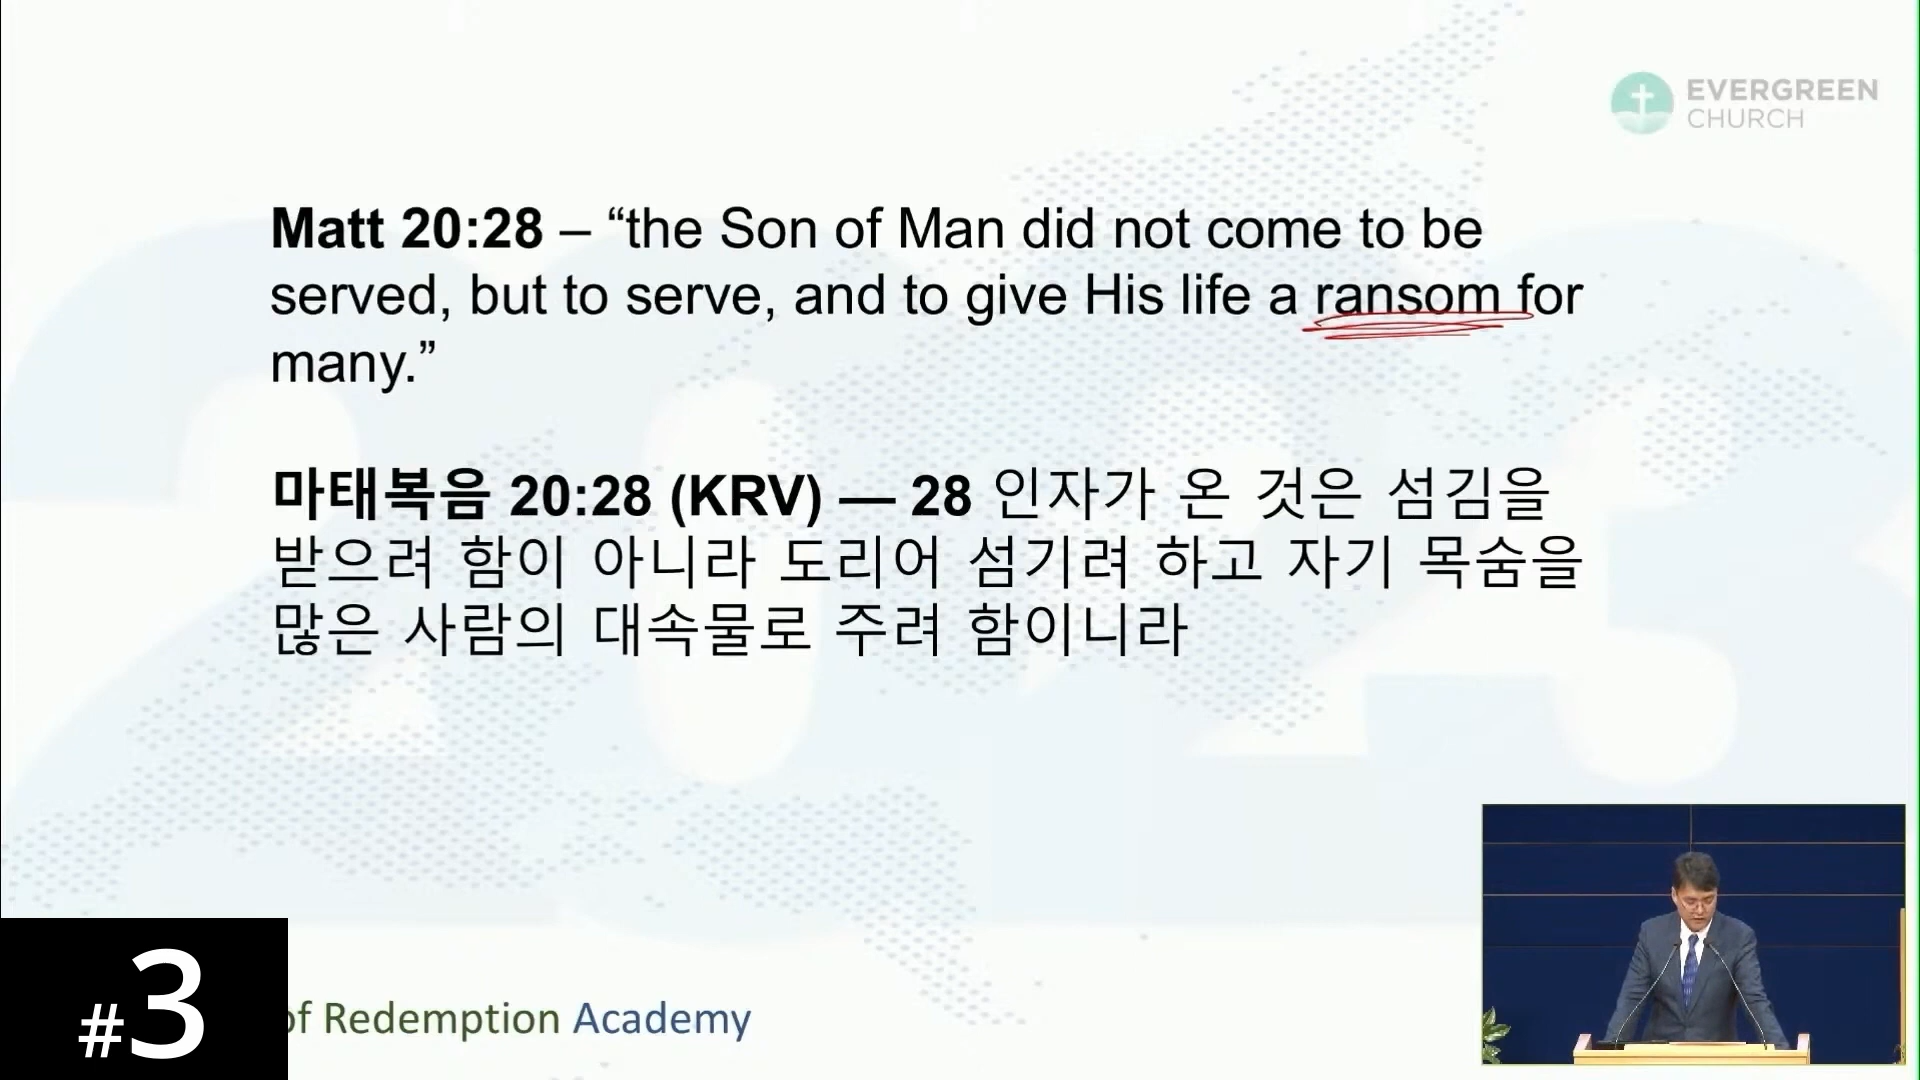 EVERGREEN
CHURCH
Matt 20:28 – “the Son of Man did not come to be
served, but to serve, and to give His life a ransom for
many.”
마태복음 20:28 (KRV) — 28 인자가 온 것은 섬김을
받으려 함이 아니라 도리어 섬기려 하고 자기 목숨을
많은 사람의 대속물로 주려 함이니라
#3
of Redemption Academy